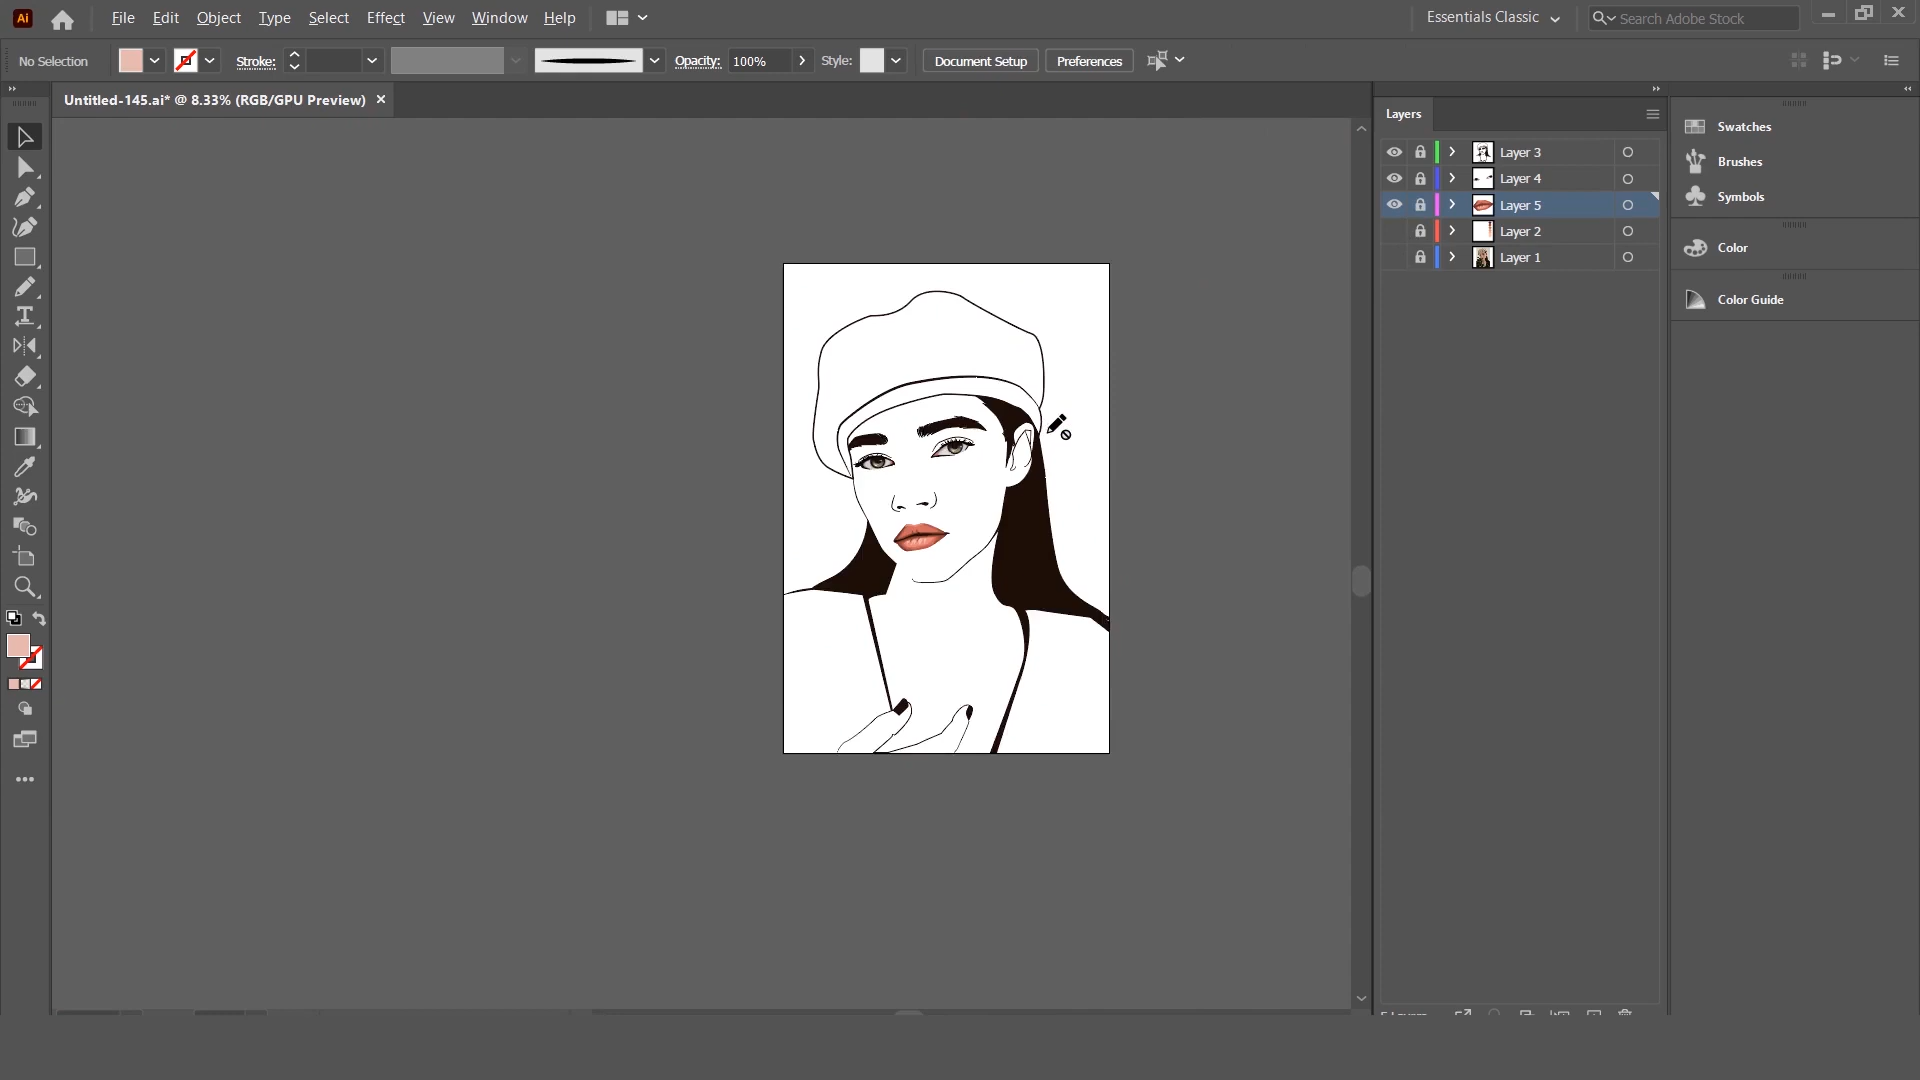 Ai File Edit Object Type Select Effect View Window Help Essentials Classic Search Adobe Stock
No Selection Stroke: Opacity: 100% Style: Document Setup Preferences
Untitled-145.ai* @ 8.33% (RGB/GPU Preview)
Layers
Layer 3
Layer 4
Layer 5
Layer 2
Layer 1
Swatches
Brushes
Symbols
Color
Color Guide